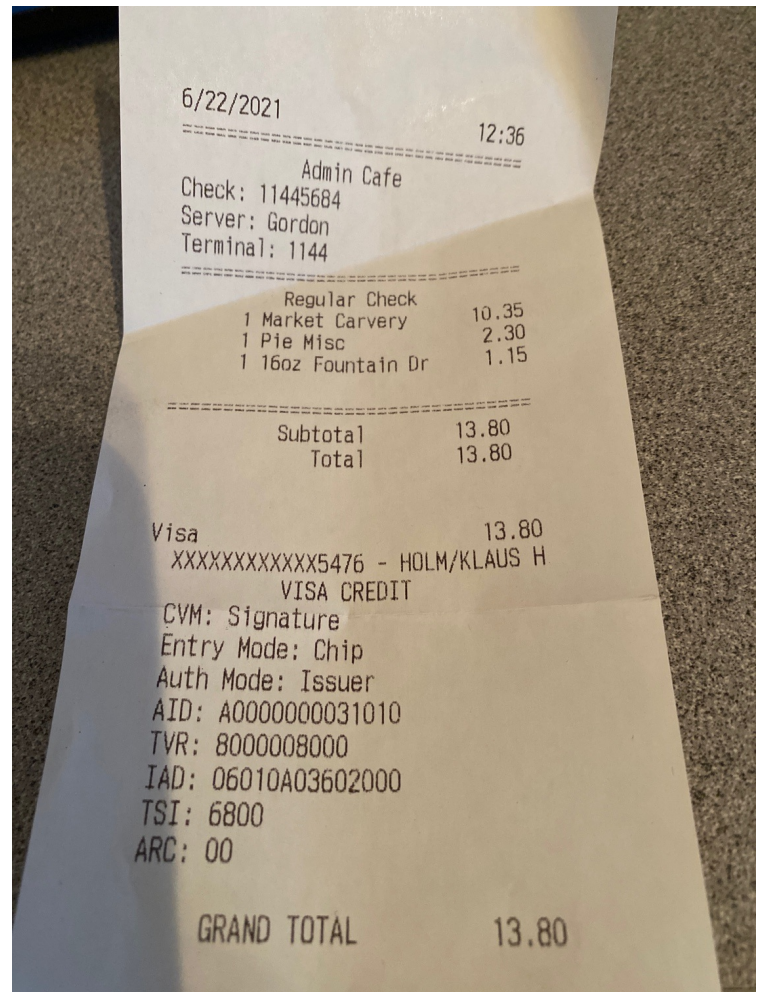 6/22/2021
12:36
================================
Admin Cafe
Check: 11445684
Server: Gordon
Terminal: 1144
================================
Regular Check
1 Market Carvery 10.35
1 Pie Misc 2.30
1 16oz Fountain Dr 1.15
================================
Subtotal 13.80
Total 13.80
Visa 13.80
XXXXXXXXXXXX5476 - HOLM/KLAUS H
VISA CREDIT
CVM: Signature
Entry Mode: Chip
Auth Mode: Issuer
AID: A0000000031010
TVR: 8000008000
IAD: 06010A03602000
TSI: 6800
ARC: 00
GRAND TOTAL 13.80